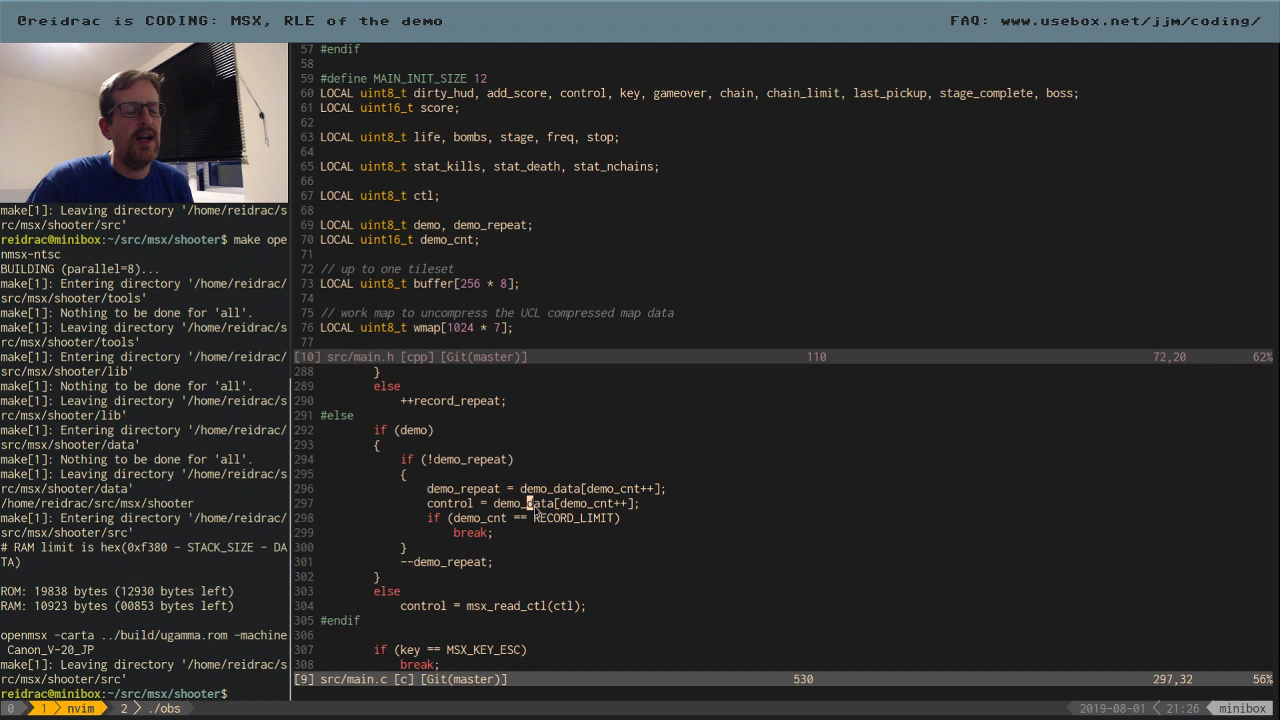 @reidrac is CODING: MSX, RLE of the demo
FAQ: www.usebox.net/jjm/coding/
make[1]: Leaving directory '/home/reidrac/s
rc/msx/shooter/src'
reidrac@minibox:~/src/msx/shooter$ make ope
nmsx-ntsc
BUILDING (parallel=8)...
make[1]: Entering directory '/home/reidrac/
src/msx/shooter/tools'
make[1]: Nothing to be done for 'all'.
make[1]: Leaving directory '/home/reidrac/s
rc/msx/shooter/tools'
make[1]: Entering directory '/home/reidrac/
src/msx/shooter/lib'
make[1]: Nothing to be done for 'all'.
make[1]: Leaving directory '/home/reidrac/s
rc/msx/shooter/lib'
make[1]: Entering directory '/home/reidrac/
src/msx/shooter/data'
make[1]: Nothing to be done for 'all'.
make[1]: Leaving directory '/home/reidrac/s
rc/msx/shooter/data'
/home/reidrac/src/msx/shooter
make[1]: Entering directory '/home/reidrac/
src/msx/shooter/src'
# RAM limit is hex(0xf380 - STACK_SIZE - DA
TA)
ROM: 19838 bytes (12930 bytes left)
RAM: 10923 bytes (00853 bytes left)
openmsx -carta ../build/ugamma.rom -machine
Canon_V-20_JP
make[1]: Leaving directory '/home/reidrac/s
rc/msx/shooter/src'
reidrac@minibox:~/src/msx/shooter$
57 #endif
58
59 #define MAIN_INIT_SIZE 12
60 LOCAL uint8_t dirty_hud, add_score, control, key, gameover, chain, chain_limit, last_pickup, stage_complete, boss;
61 LOCAL uint16_t score;
62
63 LOCAL uint8_t life, bombs, stage, freq, stop;
64
65 LOCAL uint8_t stat_kills, stat_death, stat_nchains;
66
67 LOCAL uint8_t ctl;
68
69 LOCAL uint8_t demo, demo_repeat;
70 LOCAL uint16_t demo_cnt;
71
72 // up to one tileset
73 LOCAL uint8_t buffer[256 * 8];
74
75 // work map to uncompress the UCL compressed map data
76 LOCAL uint8_t wmap[1024 * 7];
77
[10] src/main.h [cpp] [Git(master)] 110 72,20 62%
288 }
289 else
290 ++record_repeat;
291 #else
292 if (demo)
293 {
294 if (!demo_repeat)
295 {
296 demo_repeat = demo_data[demo_cnt++];
297 control = demo_data[demo_cnt++];
298 if (demo_cnt == RECORD_LIMIT)
299 break;
300 }
301 --demo_repeat;
302 }
303 else
304 control = msx_read_ctl(ctl);
305 #endif
306
307 if (key == MSX_KEY_ESC)
308 break;
[9] src/main.c [c] [Git(master)] 530 297,32 56%
0 1 nvim 2 ./obs 2019-08-01 21:26 minibox